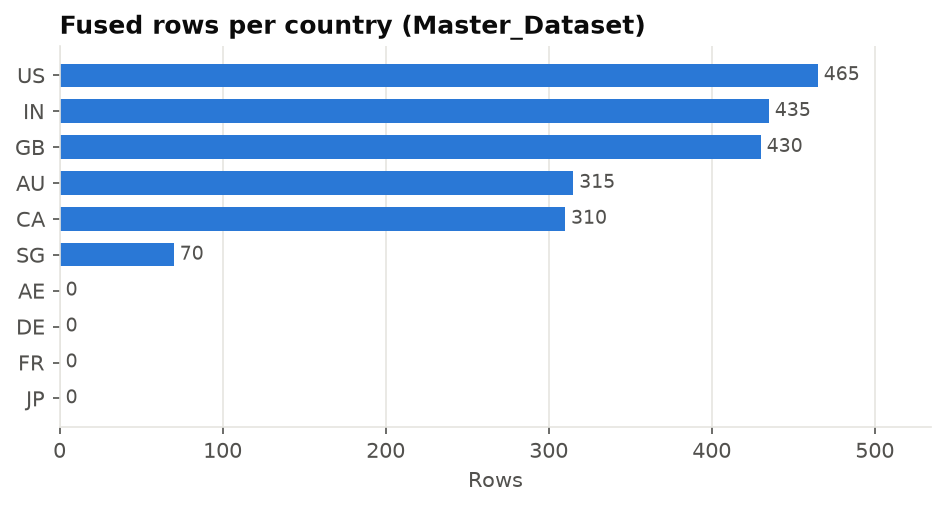 Fused rows per country (Master_Dataset)
US 465
IN 435
GB 430
AU 315
CA 310
SG 70
AE 0
DE 0
FR 0
JP 0
0 100 200 300 400 500
Rows